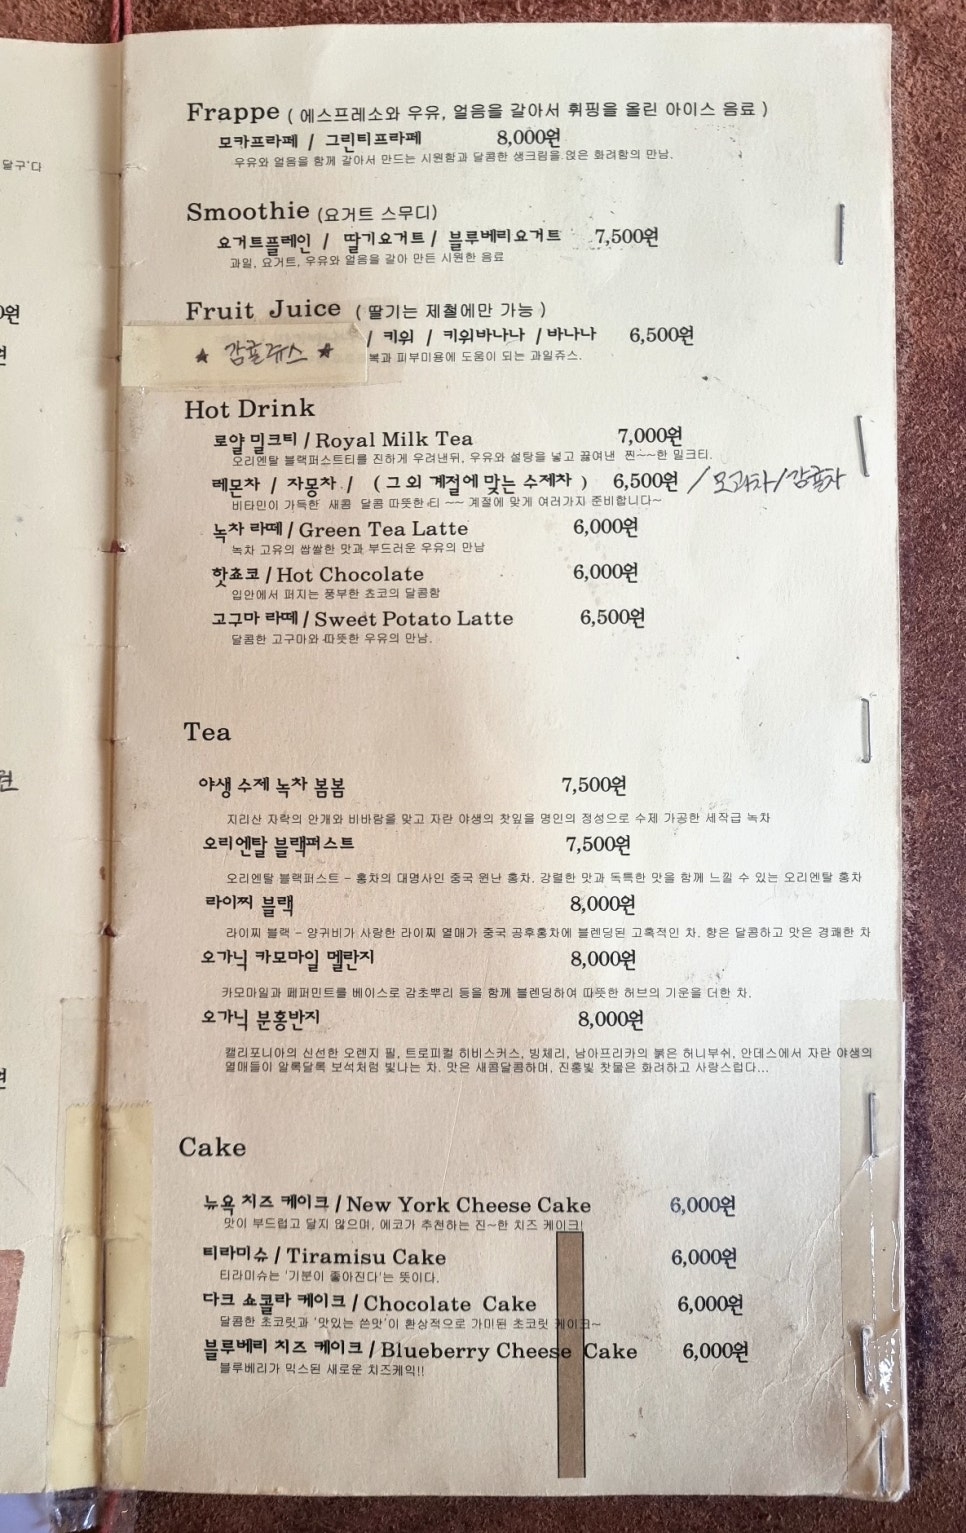 달구'다
원
Frappe ( 에스프레소와 우유, 얼음을 갈아서 휘핑을 올린 아이스 음료 )
모카프라페 / 그린티프라페 8,000원
우유와 얼음을 함께 갈아서 만드는 시원함과 달콤한 생크림을 얹은 화려함의 만남.
Smoothie (요거트 스무디)
요거트플레인 / 딸기요거트 / 블루베리요거트 7,500원
과일, 요거트, 우유와 얼음을 갈아 만든 시원한 음료
Fruit Juice ( 딸기는 제철에만 가능 )
/ 키위 / 키위바나나 / 바나나 6,500원
★ 감귤쥬스 ★
복과 피부미용에 도움이 되는 과일쥬스.
Hot Drink
로얄 밀크티 / Royal Milk Tea 7,000원
오리엔탈 블랙퍼스트티를 진하게 우려낸뒤, 우유와 설탕을 넣고 끓여낸 찐~~한 밀크티.
레몬차 / 자몽차 / ( 그 외 계절에 맞는 수제차 ) 6,500원 / 모과차 / 감귤차
비타민이 가득한 새콤 달콤 따뜻한 티 ~~ 계절에 맞게 여러가지 준비합니다~
녹차 라떼 / Green Tea Latte 6,000원
녹차 고유의 쌉쌀한 맛과 부드러운 우유의 만남
핫쵸코 / Hot Chocolate 6,000원
입안에서 퍼지는 풍부한 쵸코의 달콤함
고구마 라떼 / Sweet Potato Latte 6,500원
달콤한 고구마와 따뜻한 우유의 만남.
Tea
야생 수제 녹차 봄봄 7,500원
지리산 자락의 안개와 비바람을 맞고 자란 야생의 찻잎을 명인의 정성으로 수제 가공한 세작급 녹차
오리엔탈 블랙퍼스트 7,500원
오리엔탈 블랙퍼스트 - 홍차의 대명사인 중국 윈난 홍차. 강렬한 맛과 독특한 맛을 함께 느낄 수 있는 오리엔탈 홍차
라이찌 블랙 8,000원
라이찌 블랙 - 양귀비가 사랑한 라이찌 열매가 중국 공후홍차에 블렌딩된 고혹적인 차. 향은 달콤하고 맛은 경쾌한 차
오가닉 카모마일 멜란지 8,000원
카모마일과 페퍼민트를 베이스로 감초뿌리 등을 함께 블렌딩하여 따뜻한 허브의 기운을 더한 차.
오가닉 분홍반지 8,000원
캘리포니아의 신선한 오렌지 필, 트로피컬 히비스커스, 빙체리, 남아프리카의 붉은 허니부쉬, 안데스에서 자란 야생의
열매들이 알록달록 보석처럼 빛나는 차. 맛은 새콤달콤하며, 진홍빛 찻물은 화려하고 사랑스럽다...
Cake
뉴욕 치즈 케이크 / New York Cheese Cake 6,000원
맛이 부드럽고 달지 않으며, 에코가 추천하는 진~한 치즈 케이크!
티라미슈 / Tiramisu Cake 6,000원
티라미슈는 '기분이 좋아진다'는 뜻이다.
다크 쇼콜라 케이크 / Chocolate Cake 6,000원
달콤한 초코릿과 '맛있는 쓴맛'이 환상적으로 가미된 초코릿 케이크~
블루베리 치즈 케이크 / Blueberry Cheese Cake 6,000원
블루베리가 믹스된 새로운 치즈케익!!